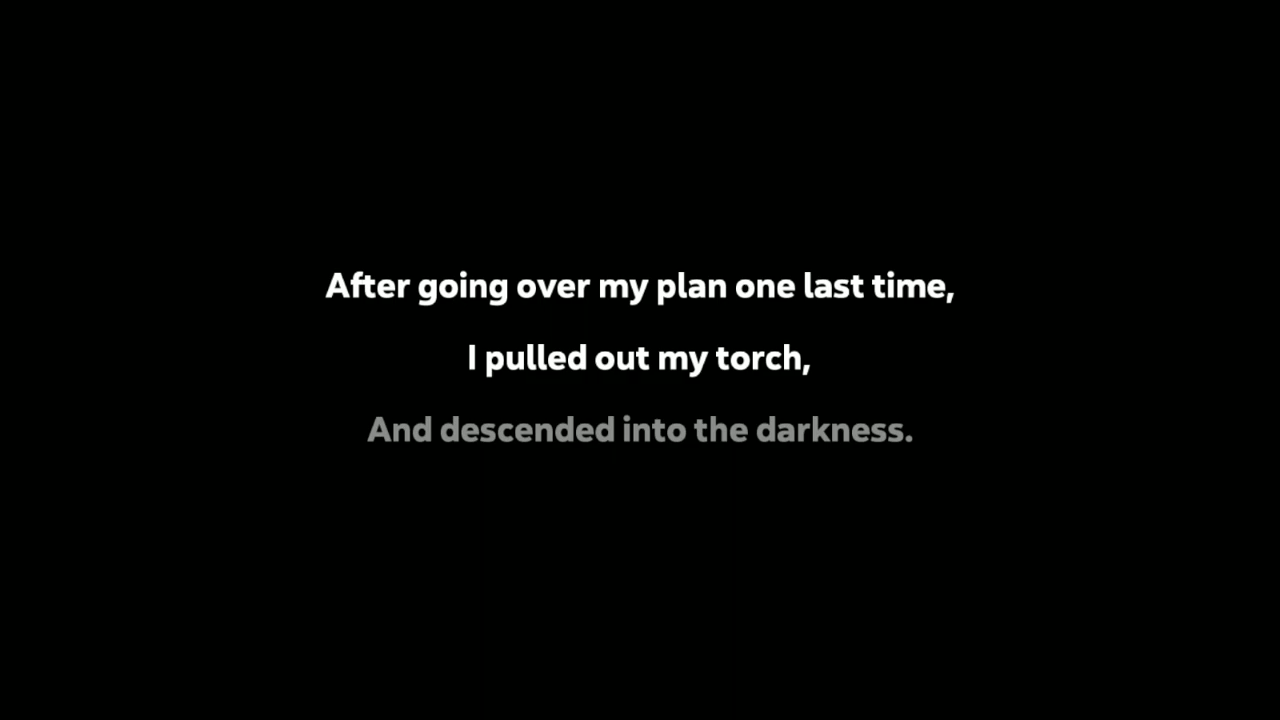 After going over my plan one last time,
I pulled out my torch,
And descended into the darkness.